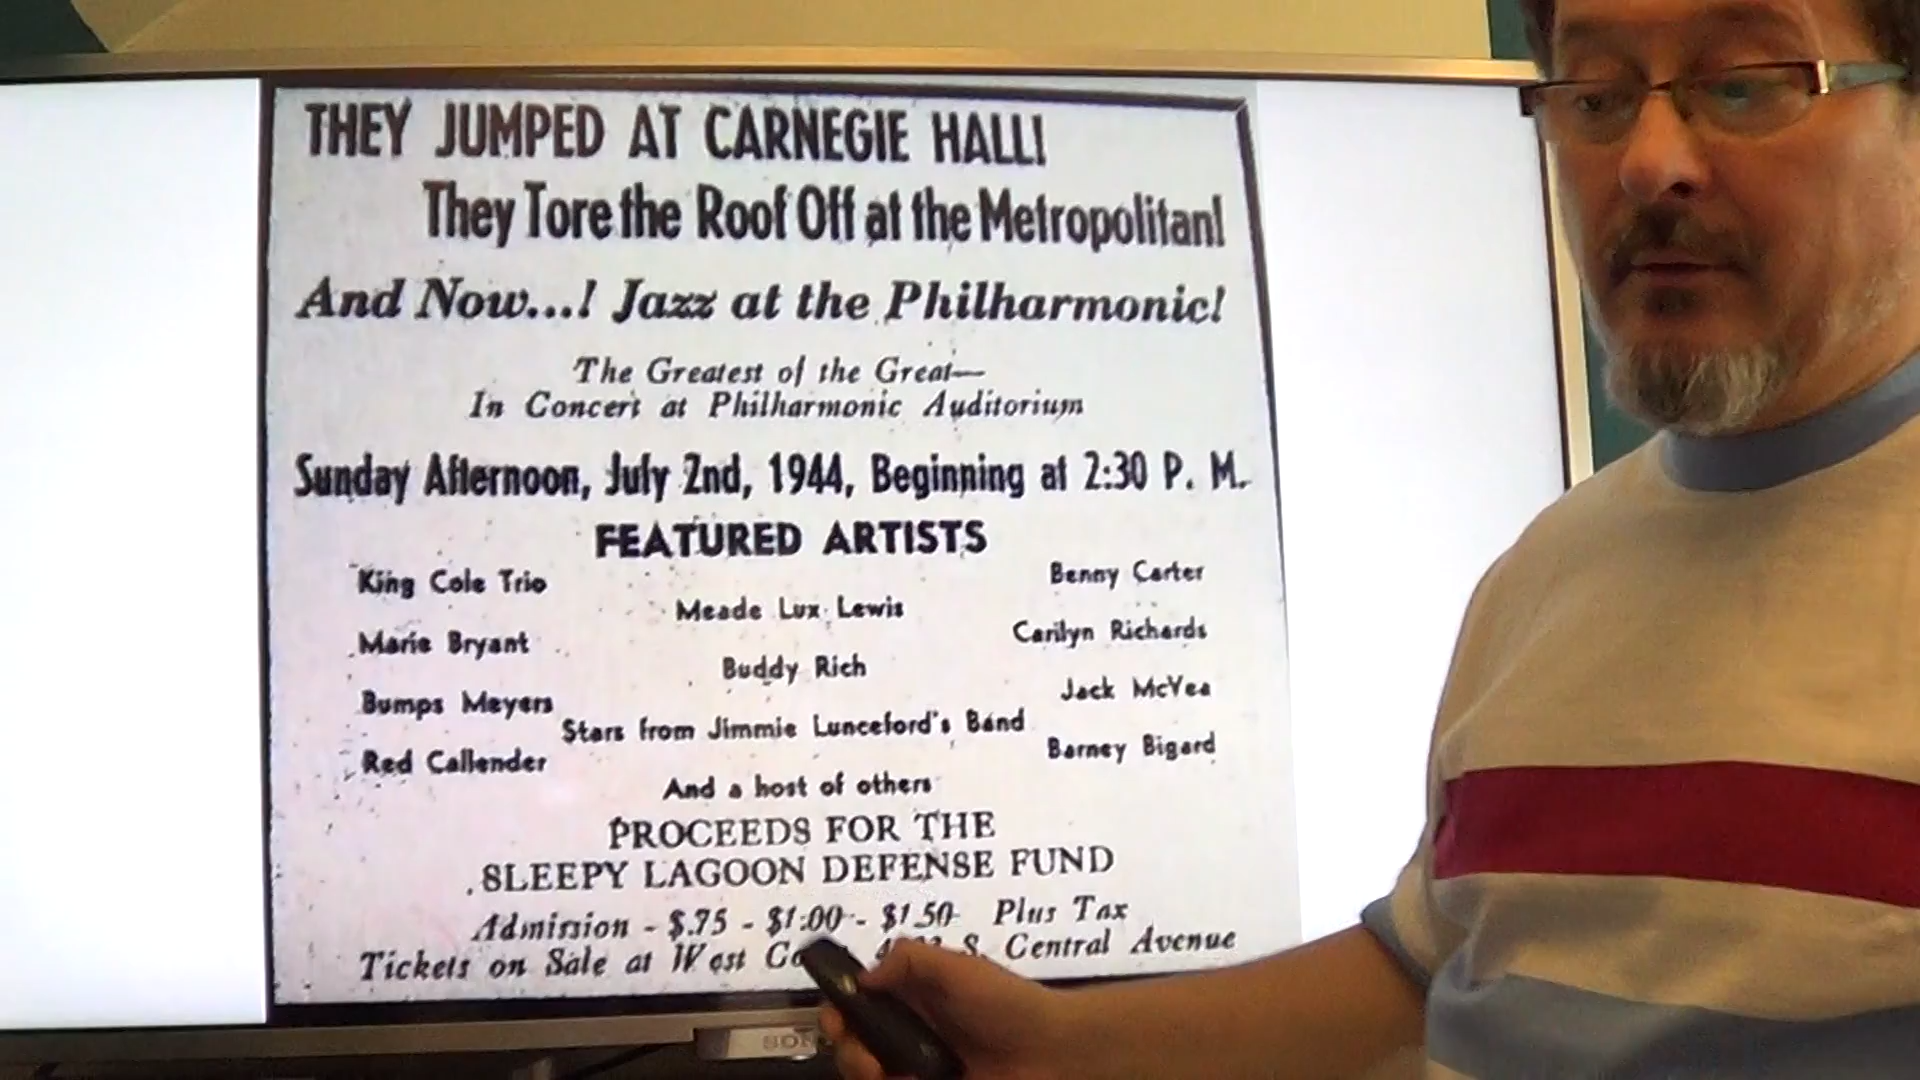 THEY JUMPED AT CARNEGIE HALL!
They Tore the Roof Off at the Metropolitan!
And Now...! Jazz at the Philharmonic!
The Greatest of the Great—
In Concert at Philharmonic Auditorium
Sunday Afternoon, July 2nd, 1944, Beginning at 2:30 P. M.
FEATURED ARTISTS
King Cole Trio
Benny Carter
Meade Lux Lewis
Marie Bryant
Carilyn Richards
Buddy Rich
Bumps Meyers
Jack McVea
Stars from Jimmie Lunceford's Band
Red Callender
Barney Bigard
And a host of others
PROCEEDS FOR THE
SLEEPY LAGOON DEFENSE FUND
Admission - $.75 - $1.00 - $1.50 Plus Tax
Tickets on Sale at West S. Central Avenue